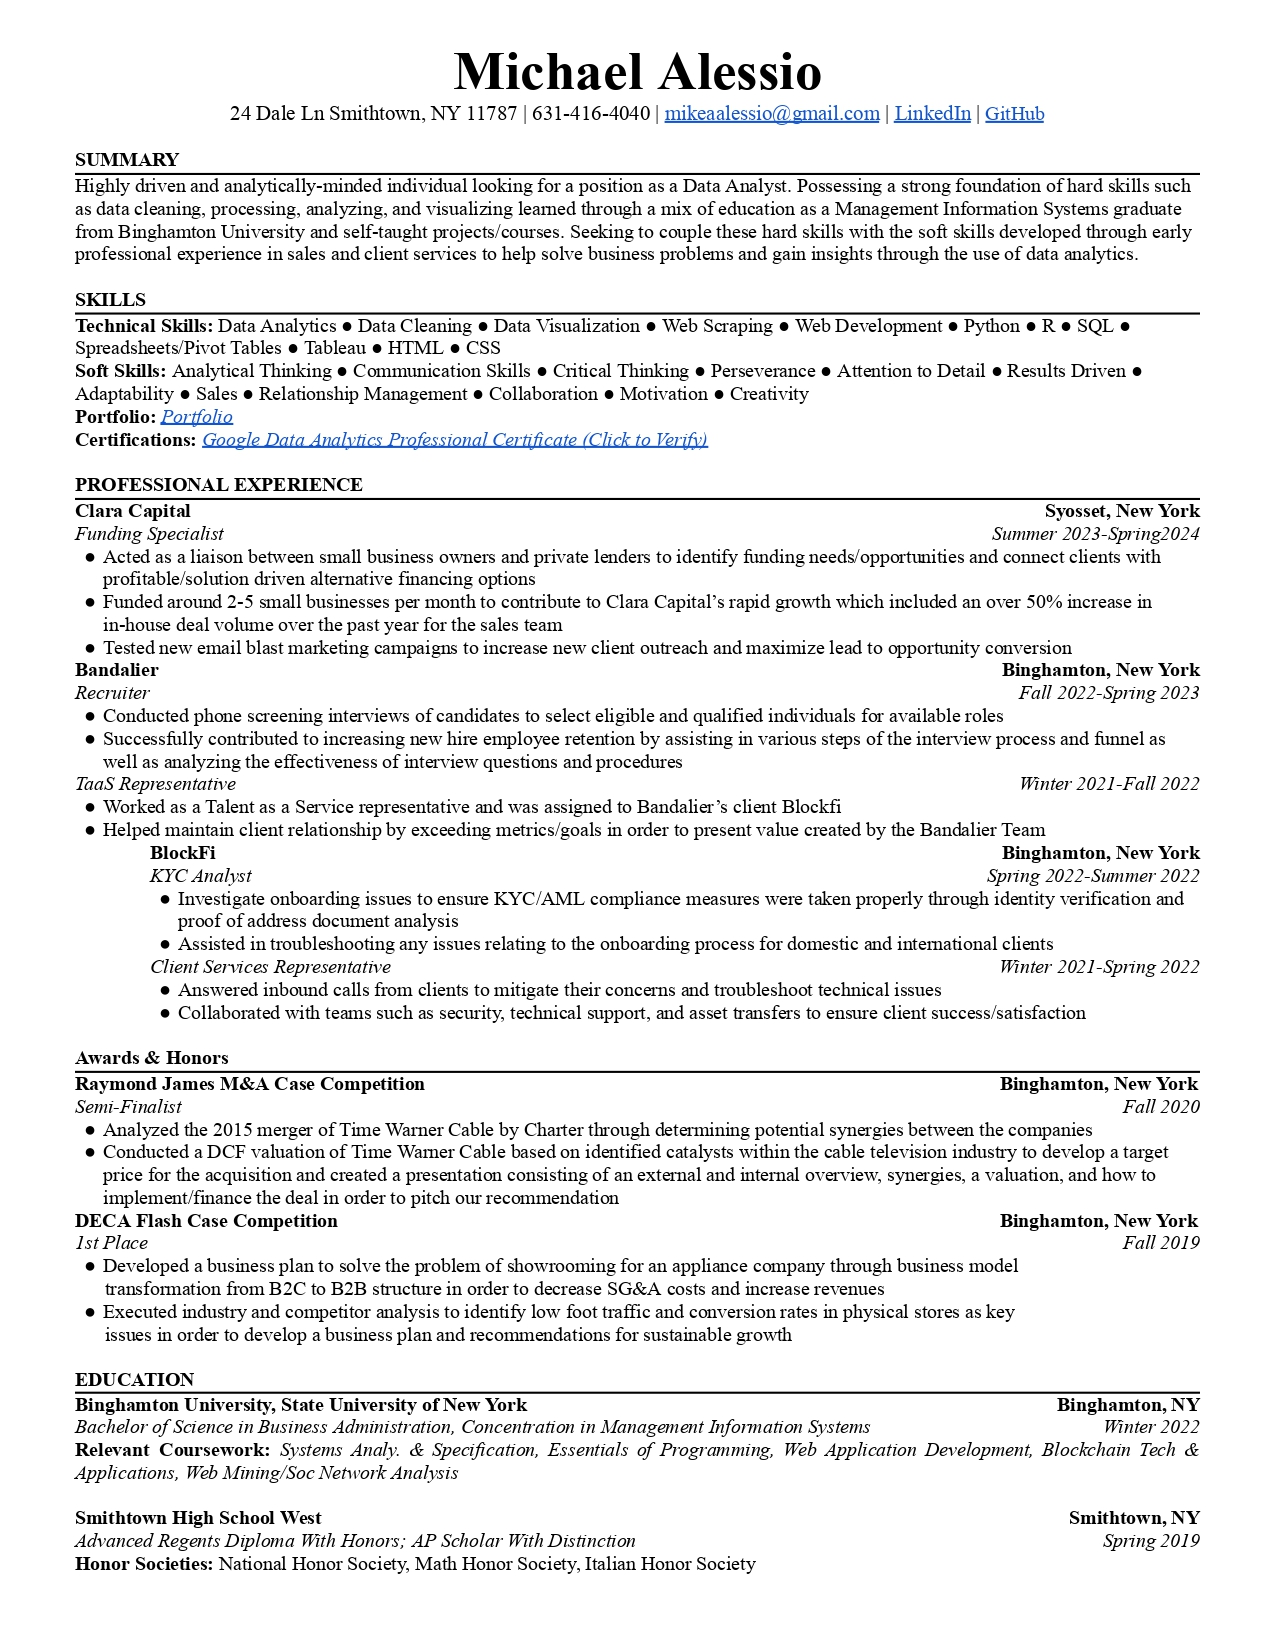 Michael Alessio
24 Dale Ln Smithtown, NY 11787 | 631-416-4040 | mikeaalessio@gmail.com | LinkedIn | GitHub
SUMMARY
Highly driven and analytically-minded individual looking for a position as a Data Analyst. Possessing a strong foundation of hard skills such
as data cleaning, processing, analyzing, and visualizing learned through a mix of education as a Management Information Systems graduate
from Binghamton University and self-taught projects/courses. Seeking to couple these hard skills with the soft skills developed through early
professional experience in sales and client services to help solve business problems and gain insights through the use of data analytics.
SKILLS
Technical Skills: Data Analytics ● Data Cleaning ● Data Visualization ● Web Scraping ● Web Development ● Python ● R ● SQL ●
Spreadsheets/Pivot Tables ● Tableau ● HTML ● CSS
Soft Skills: Analytical Thinking ● Communication Skills ● Critical Thinking ● Perseverance ● Attention to Detail ● Results Driven ●
Adaptability ● Sales ● Relationship Management ● Collaboration ● Motivation ● Creativity
Portfolio: Portfolio
Certifications: Google Data Analytics Professional Certificate (Click to Verify)
PROFESSIONAL EXPERIENCE
Clara Capital Syosset, New York
Funding Specialist Summer 2023-Spring2024
● Acted as a liaison between small business owners and private lenders to identify funding needs/opportunities and connect clients with
profitable/solution driven alternative financing options
● Funded around 2-5 small businesses per month to contribute to Clara Capital’s rapid growth which included an over 50% increase in
in-house deal volume over the past year for the sales team
● Tested new email blast marketing campaigns to increase new client outreach and maximize lead to opportunity conversion
Bandalier Binghamton, New York
Recruiter Fall 2022-Spring 2023
● Conducted phone screening interviews of candidates to select eligible and qualified individuals for available roles
● Successfully contributed to increasing new hire employee retention by assisting in various steps of the interview process and funnel as
well as analyzing the effectiveness of interview questions and procedures
TaaS Representative Winter 2021-Fall 2022
● Worked as a Talent as a Service representative and was assigned to Bandalier’s client Blockfi
● Helped maintain client relationship by exceeding metrics/goals in order to present value created by the Bandalier Team
BlockFi Binghamton, New York
KYC Analyst Spring 2022-Summer 2022
● Investigate onboarding issues to ensure KYC/AML compliance measures were taken properly through identity verification and
proof of address document analysis
● Assisted in troubleshooting any issues relating to the onboarding process for domestic and international clients
Client Services Representative Winter 2021-Spring 2022
● Answered inbound calls from clients to mitigate their concerns and troubleshoot technical issues
● Collaborated with teams such as security, technical support, and asset transfers to ensure client success/satisfaction
Awards & Honors
Raymond James M&A Case Competition Binghamton, New York
Semi-Finalist Fall 2020
● Analyzed the 2015 merger of Time Warner Cable by Charter through determining potential synergies between the companies
● Conducted a DCF valuation of Time Warner Cable based on identified catalysts within the cable television industry to develop a target
price for the acquisition and created a presentation consisting of an external and internal overview, synergies, a valuation, and how to
implement/finance the deal in order to pitch our recommendation
DECA Flash Case Competition Binghamton, New York
1st Place Fall 2019
● Developed a business plan to solve the problem of showrooming for an appliance company through business model
transformation from B2C to B2B structure in order to decrease SG&A costs and increase revenues
● Executed industry and competitor analysis to identify low foot traffic and conversion rates in physical stores as key
issues in order to develop a business plan and recommendations for sustainable growth
EDUCATION
Binghamton University, State University of New York Binghamton, NY
Bachelor of Science in Business Administration, Concentration in Management Information Systems Winter 2022
Relevant Coursework: Systems Analy. & Specification, Essentials of Programming, Web Application Development, Blockchain Tech &
Applications, Web Mining/Soc Network Analysis
Smithtown High School West Smithtown, NY
Advanced Regents Diploma With Honors; AP Scholar With Distinction Spring 2019
Honor Societies: National Honor Society, Math Honor Society, Italian Honor Society